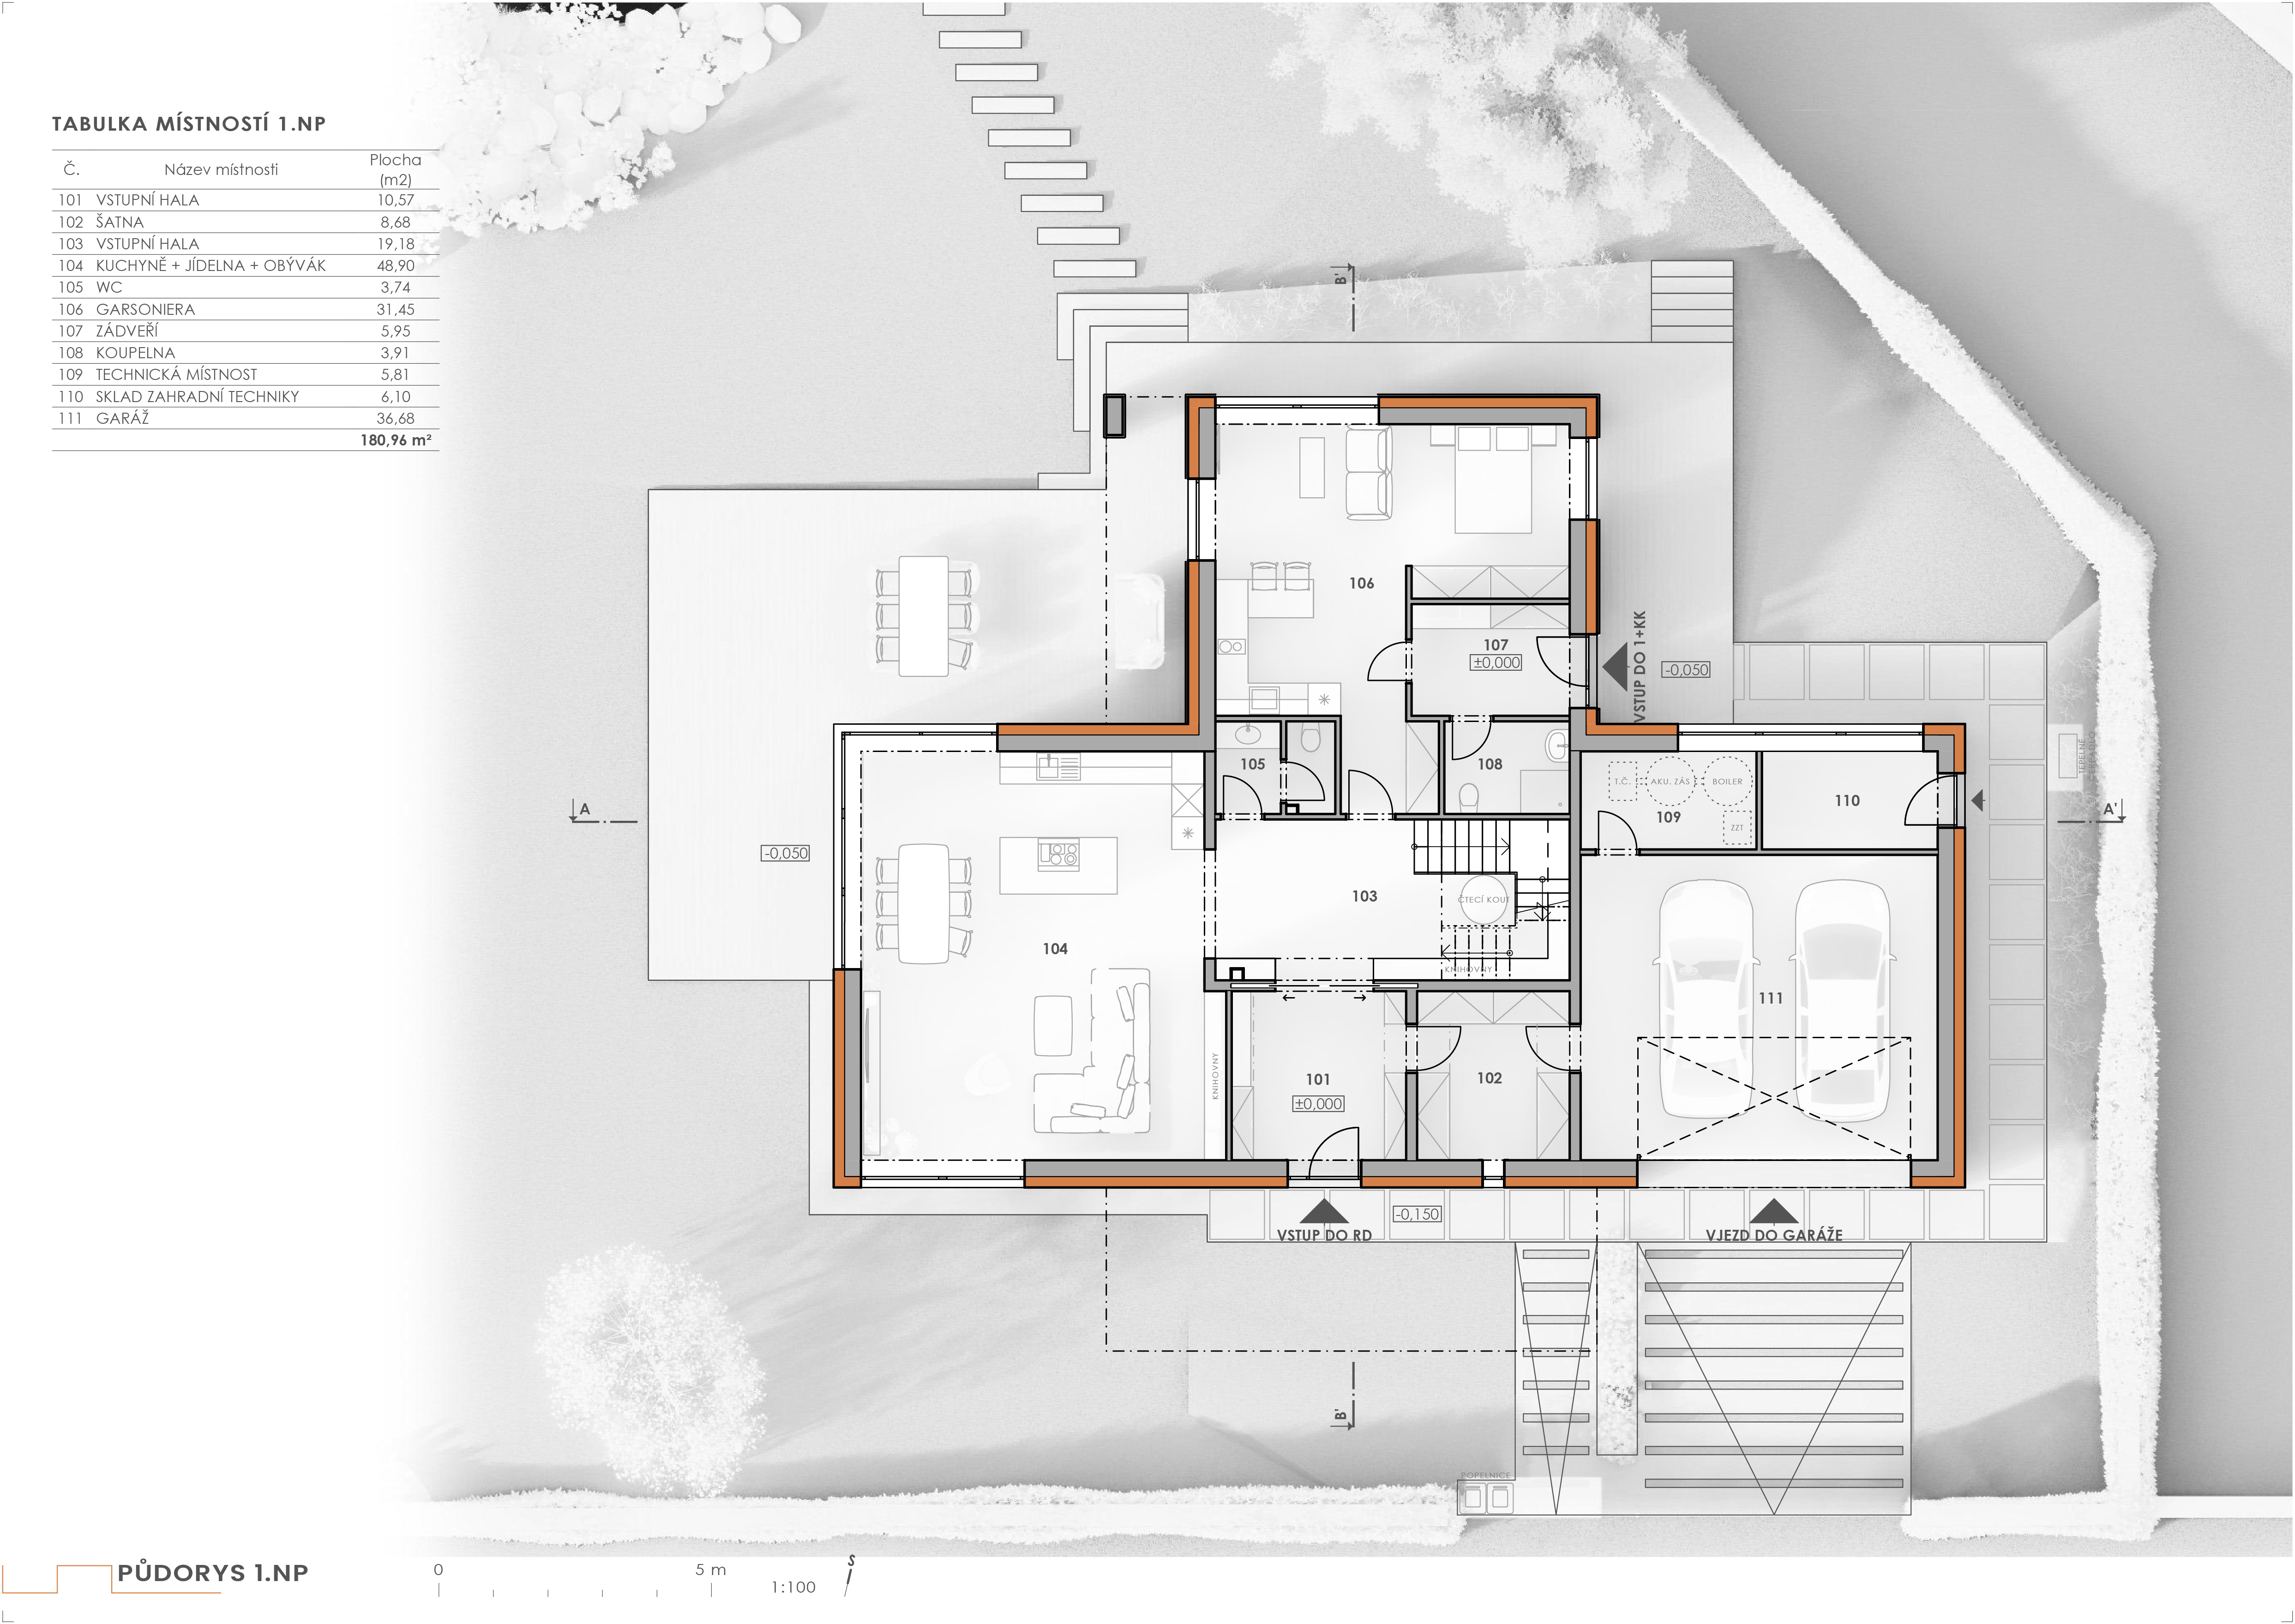 TABULKA MÍSTNOSTÍ 1.NP
Č. Název místnosti Plocha (m2)
101 VSTUPNÍ HALA 10,57
102 ŠATNA 8,68
103 VSTUPNÍ HALA 19,18
104 KUCHYNĚ + JÍDELNA + OBÝVÁK 48,90
105 WC 3,74
106 GARSONIERA 31,45
107 ZÁDVEŘÍ 5,95
108 KOUPELNA 3,91
109 TECHNICKÁ MÍSTNOST 5,81
110 SKLAD ZAHRADNÍ TECHNIKY 6,10
111 GARÁŽ 36,68
180,96 m²
B'
106
107
±0,000
VSTUP DO 1+KK
-0,050
105
108
T.Č.
AKU. ZÁS
BOILER
ZZT
109
110
TEPELNÉ
A
A'
-0,050
103
ČTECÍ KOUT
KNIHOVNY
104
KNIHOVNY
101
±0,000
102
111
-0,150
VSTUP DO RD
VJEZD DO GARÁŽE
B'
POPELNICE
PŮDORYS 1.NP
0 5 m
1:100
S